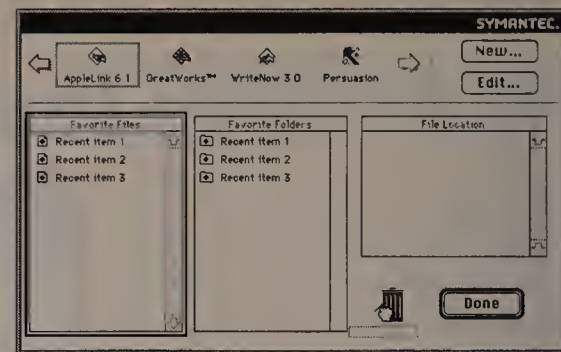 SYMANTEC.
AppleLink 6 1
GreatWorks™
WriteNow 3 0
Persuasion
New...
Edit...
Favorite Files
Recent Item 1
Recent Item 2
Recent Item 3
Favorite Folders
Recent Item 1
Recent Item 2
Recent Item 3
File Location
Done